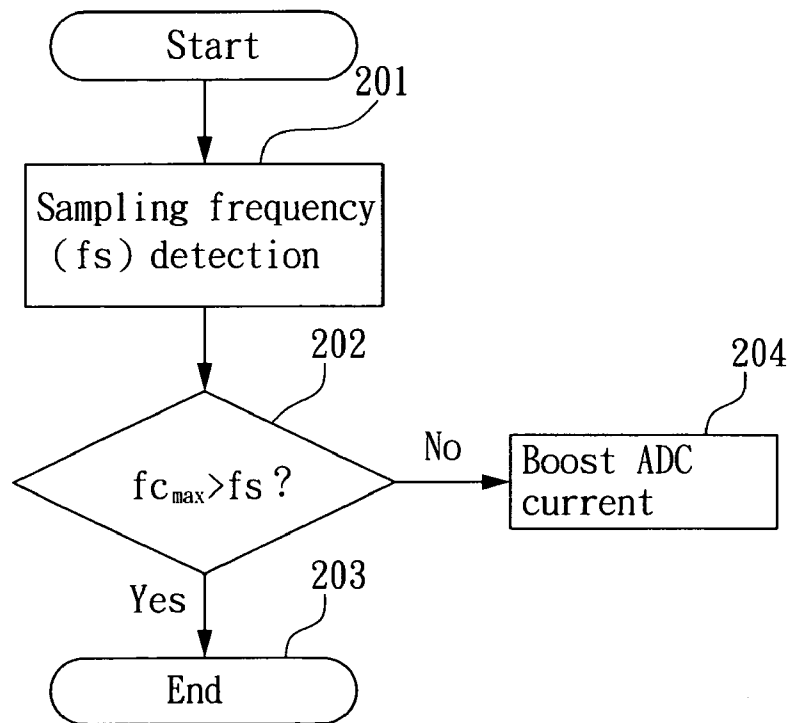 Start
201
Sampling frequency
(fs) detection
202
204
fcmax>fs?
No
Boost ADC
current
Yes
203
End